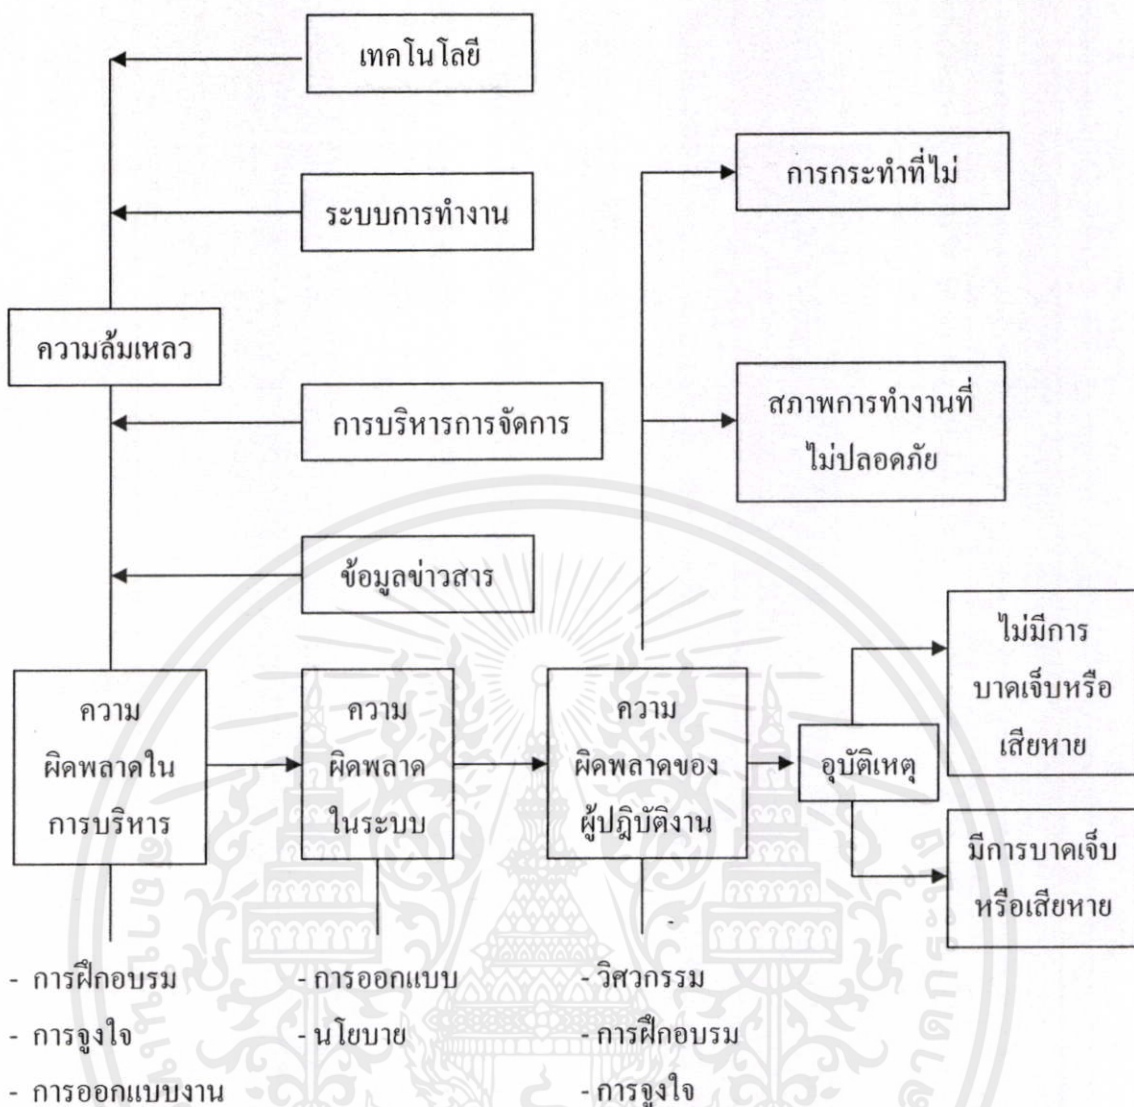 เทคโนโลยี
ระบบการทำงาน
การกระทำที่ไม่
ความล้มเหลว
การบริหารการจัดการ
สภาพการทำงานที่
ไม่ปลอดภัย
ข้อมูลข่าวสาร
ความ
ผิดพลาดใน
การบริหาร
ความ
ผิดพลาด
ในระบบ
ความ
ผิดพลาดของ
ผู้ปฎิบัติงาน
อุบัติเหตุ
ไม่มีการ
บาดเจ็บหรือ
เสียหาย
มีการบาดเจ็บ
หรือเสียหาย
- การฝึกอบรม
- การจูงใจ
- การออกแบบงาน
- การออกแบบ
- นโยบาย
- วิศวกรรม
- การฝึกอบรม
- การจูงใจ